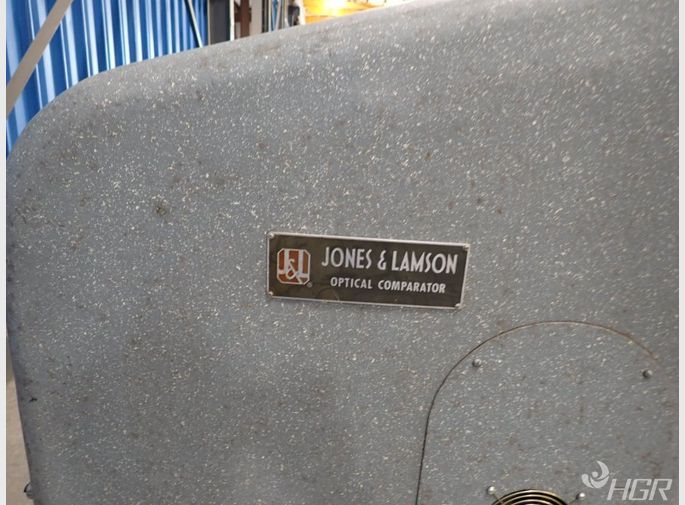 J&L
®
JONES & LAMSON
OPTICAL COMPARATOR
HGR